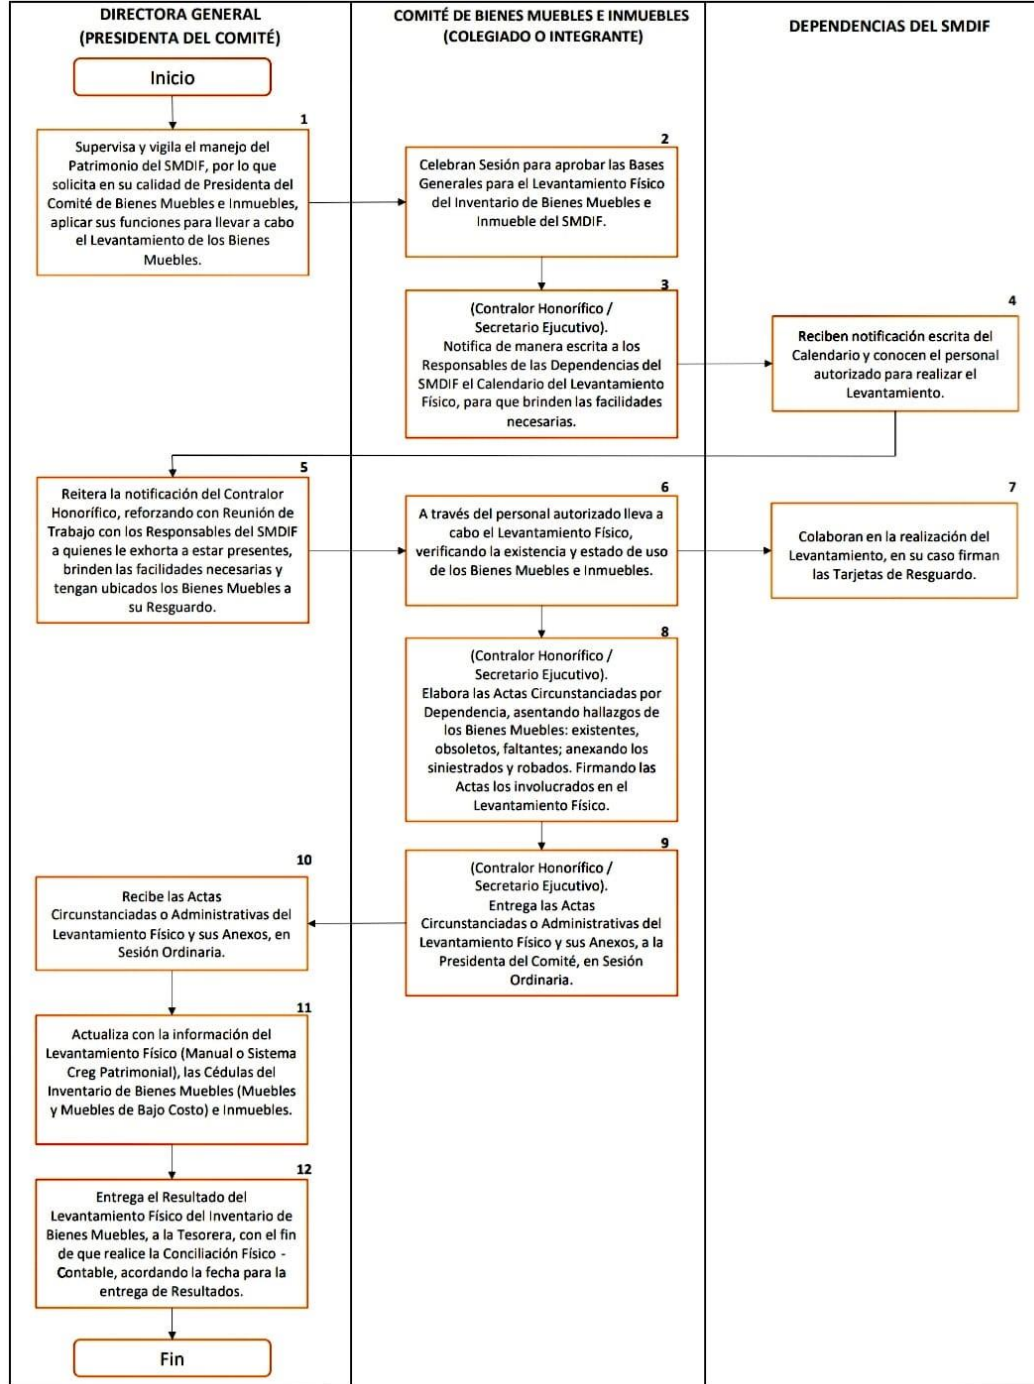 DIRECTORA GENERAL
(PRESIDENTA DEL COMITÉ)
COMITÉ DE BIENES MUEBLES E INMUEBLES
(COLEGIADO O INTEGRANTE)
DEPENDENCIAS DEL SMDIF
Inicio
1
Supervisa y vigila el manejo del
Patrimonio del SMDIF, por lo que
solicita en su calidad de Presidenta del
Comité de Bienes Muebles e Inmuebles,
aplicar sus funciones para llevar a cabo
el Levantamiento de los Bienes
Muebles.
2
Celebran Sesión para aprobar las Bases
Generales para el Levantamiento Físico
del Inventario de Bienes Muebles e
Inmueble del SMDIF.
3
(Contralor Honorífico /
Secretario Ejecutivo).
Notifica de manera escrita a los
Responsables de las Dependencias del
SMDIF el Calendario del Levantamiento
Físico, para que brinden las facilidades
necesarias.
4
Reciben notificación escrita del
Calendario y conocen el personal
autorizado para realizar el
Levantamiento.
5
Reitera la notificación del Contralor
Honorífico, reforzando con Reunión de
Trabajo con los Responsables del SMDIF
a quienes le exhorta a estar presentes,
brinden las facilidades necesarias y
tengan ubicados los Bienes Muebles a
su Resguardo.
6
A través del personal autorizado lleva a
cabo el Levantamiento Físico,
verificando la existencia y estado de uso
de los Bienes Muebles e Inmuebles.
7
Colaboran en la realización del
Levantamiento, en su caso firman
las Tarjetas de Resguardo.
8
(Contralor Honorífico /
Secretario Ejecutivo).
Elabora las Actas Circunstanciadas por
Dependencia, asentando hallazgos de
los Bienes Muebles: existentes,
obsoletos, faltantes; anexando los
siniestrados y robados. Firmando las
Actas los involucrados en el
Levantamiento Físico.
9
(Contralor Honorífico /
Secretario Ejecutivo).
Entrega las Actas
Circunstanciadas o Administrativas del
Levantamiento Físico y sus Anexos, a la
Presidenta del Comité, en Sesión
Ordinaria.
10
Recibe las Actas
Circunstanciadas o Administrativas del
Levantamiento Físico y sus Anexos, en
Sesión Ordinaria.
11
Actualiza con la información del
Levantamiento Físico (Manual o Sistema
Creg Patrimonial), las Cédulas del
Inventario de Bienes Muebles (Muebles
y Muebles de Bajo Costo) e Inmuebles.
12
Entrega el Resultado del
Levantamiento Físico del Inventario de
Bienes Muebles, a la Tesorera, con el fin
de que realice la Conciliación Físico -
Contable, acordando la fecha para la
entrega de Resultados.
Fin